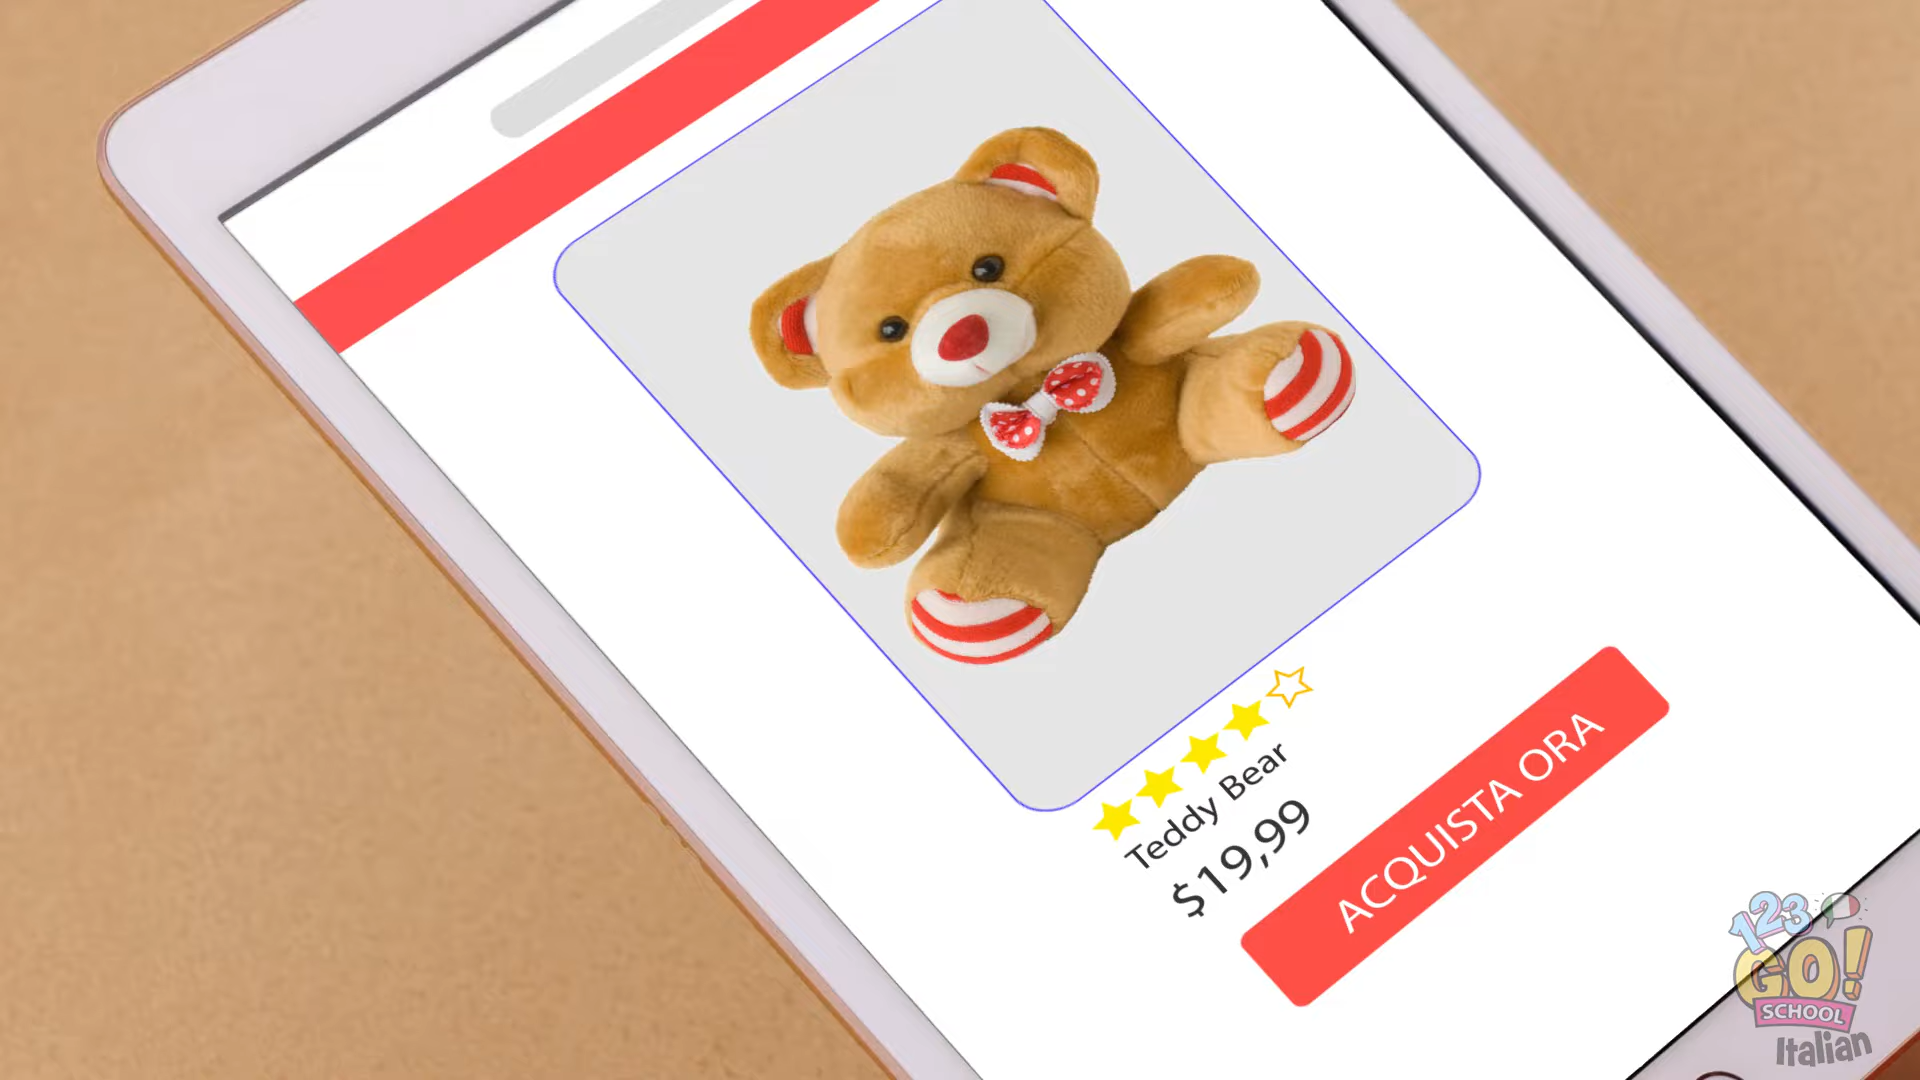 Teddy Bear
$19,99
ACQUISTA ORA
123
GO!
SCHOOL
Italian